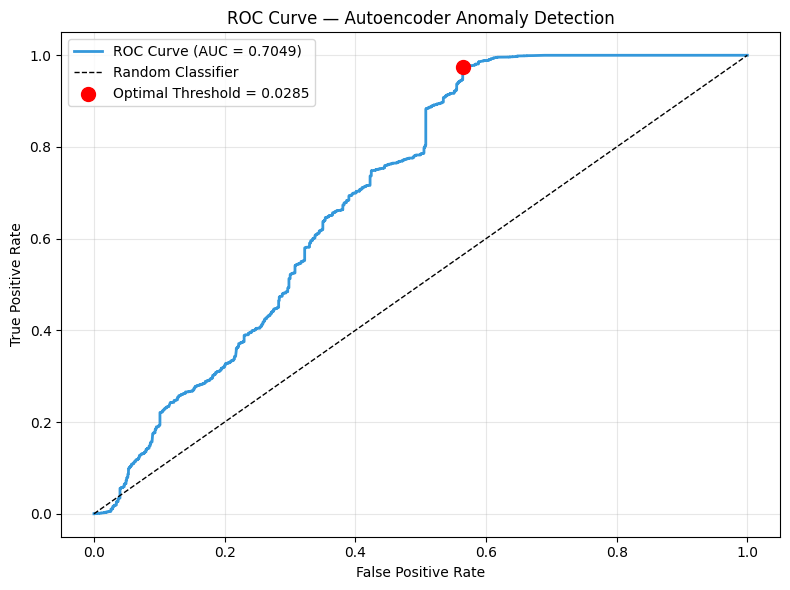 ROC Curve — Autoencoder Anomaly Detection
ROC Curve (AUC = 0.7049)
Random Classifier
Optimal Threshold = 0.0285
True Positive Rate
1.0
0.8
0.6
0.4
0.2
0.0
0.0 0.2 0.4 0.6 0.8 1.0
False Positive Rate